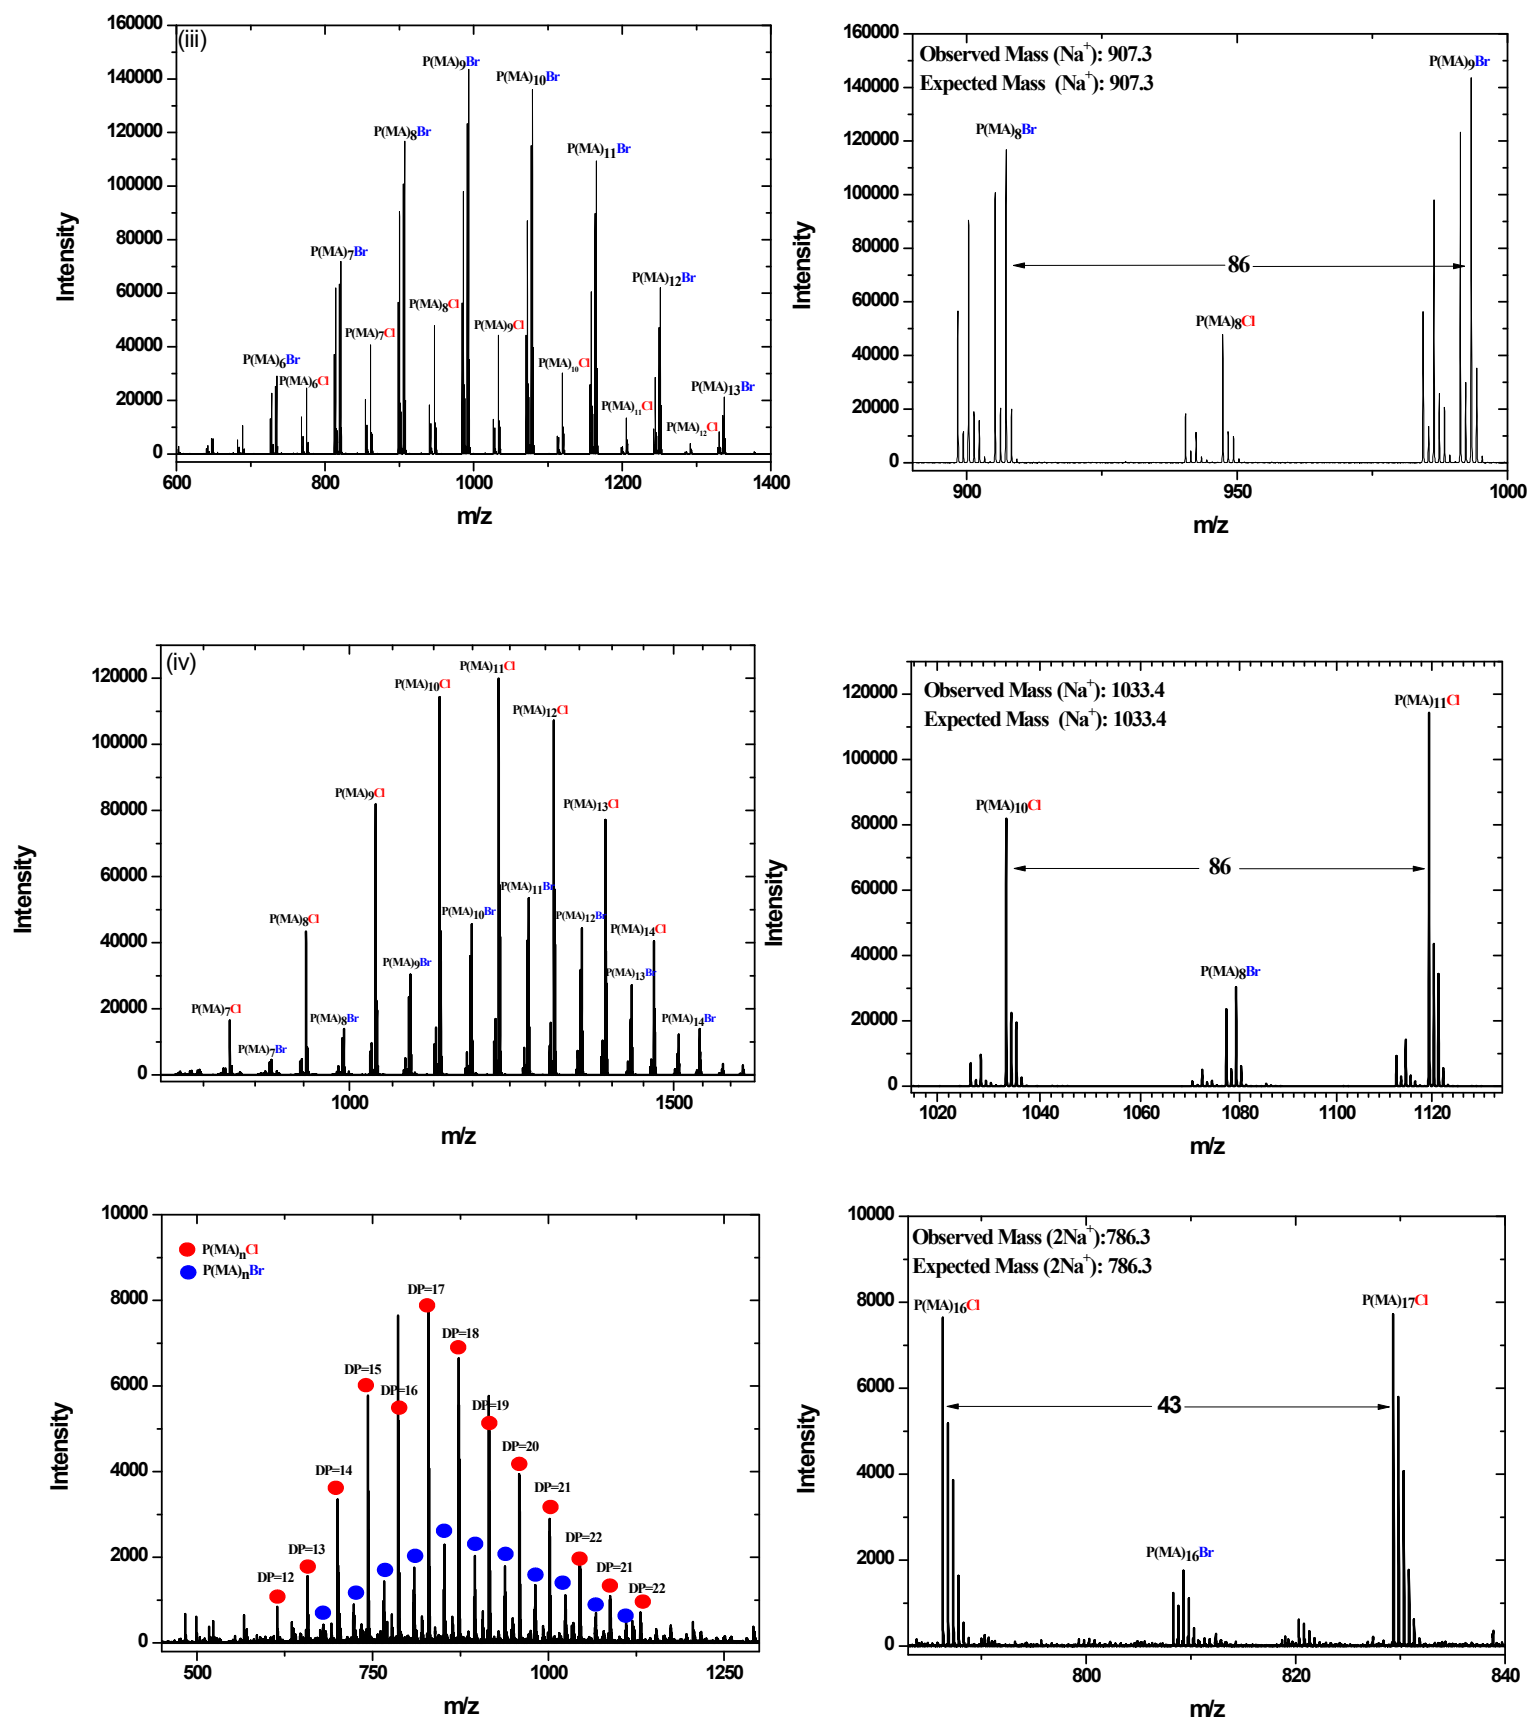 (iii)
160000
140000
120000
100000
80000
60000
40000
20000
0
Intensity
P(MA)6Br
P(MA)6Cl
P(MA)7Br
P(MA)7Cl
P(MA)8Br
P(MA)8Cl
P(MA)9Br
P(MA)9Cl
P(MA)10Br
P(MA)10Cl
P(MA)11Br
P(MA)11Cl
P(MA)12Br
P(MA)12Cl
P(MA)13Br
600 800 1000 1200 1400
m/z
Observed Mass (Na+): 907.3
Expected Mass (Na+): 907.3
160000
140000
120000
100000
80000
60000
40000
20000
0
Intensity
P(MA)8Br
P(MA)9Br
86
P(MA)8Cl
900 950 1000
m/z
(iv)
120000
100000
80000
60000
40000
20000
0
Intensity
P(MA)7Cl
P(MA)7Br
P(MA)8Cl
P(MA)8Br
P(MA)9Cl
P(MA)9Br
P(MA)10Cl
P(MA)10Br
P(MA)11Cl
P(MA)11Br
P(MA)12Cl
P(MA)12Br
P(MA)13Cl
P(MA)13Br
P(MA)14Cl
P(MA)14Br
1000 1500
m/z
Observed Mass (Na+): 1033.4
Expected Mass (Na+): 1033.4
120000
100000
80000
60000
40000
20000
0
Intensity
P(MA)10Cl
P(MA)11Cl
86
P(MA)8Br
1020 1040 1060 1080 1100 1120
m/z
10000
8000
6000
4000
2000
0
Intensity
P(MA)nCl
P(MA)nBr
DP=12
DP=13
DP=14
DP=15
DP=16
DP=17
DP=18
DP=19
DP=20
DP=21
DP=22
DP=21
DP=22
500 750 1000 1250
m/z
Observed Mass (2Na+):786.3
Expected Mass (2Na+): 786.3
10000
8000
6000
4000
2000
0
Intensity
P(MA)16Cl
P(MA)17Cl
43
P(MA)16Br
800 820 840
m/z